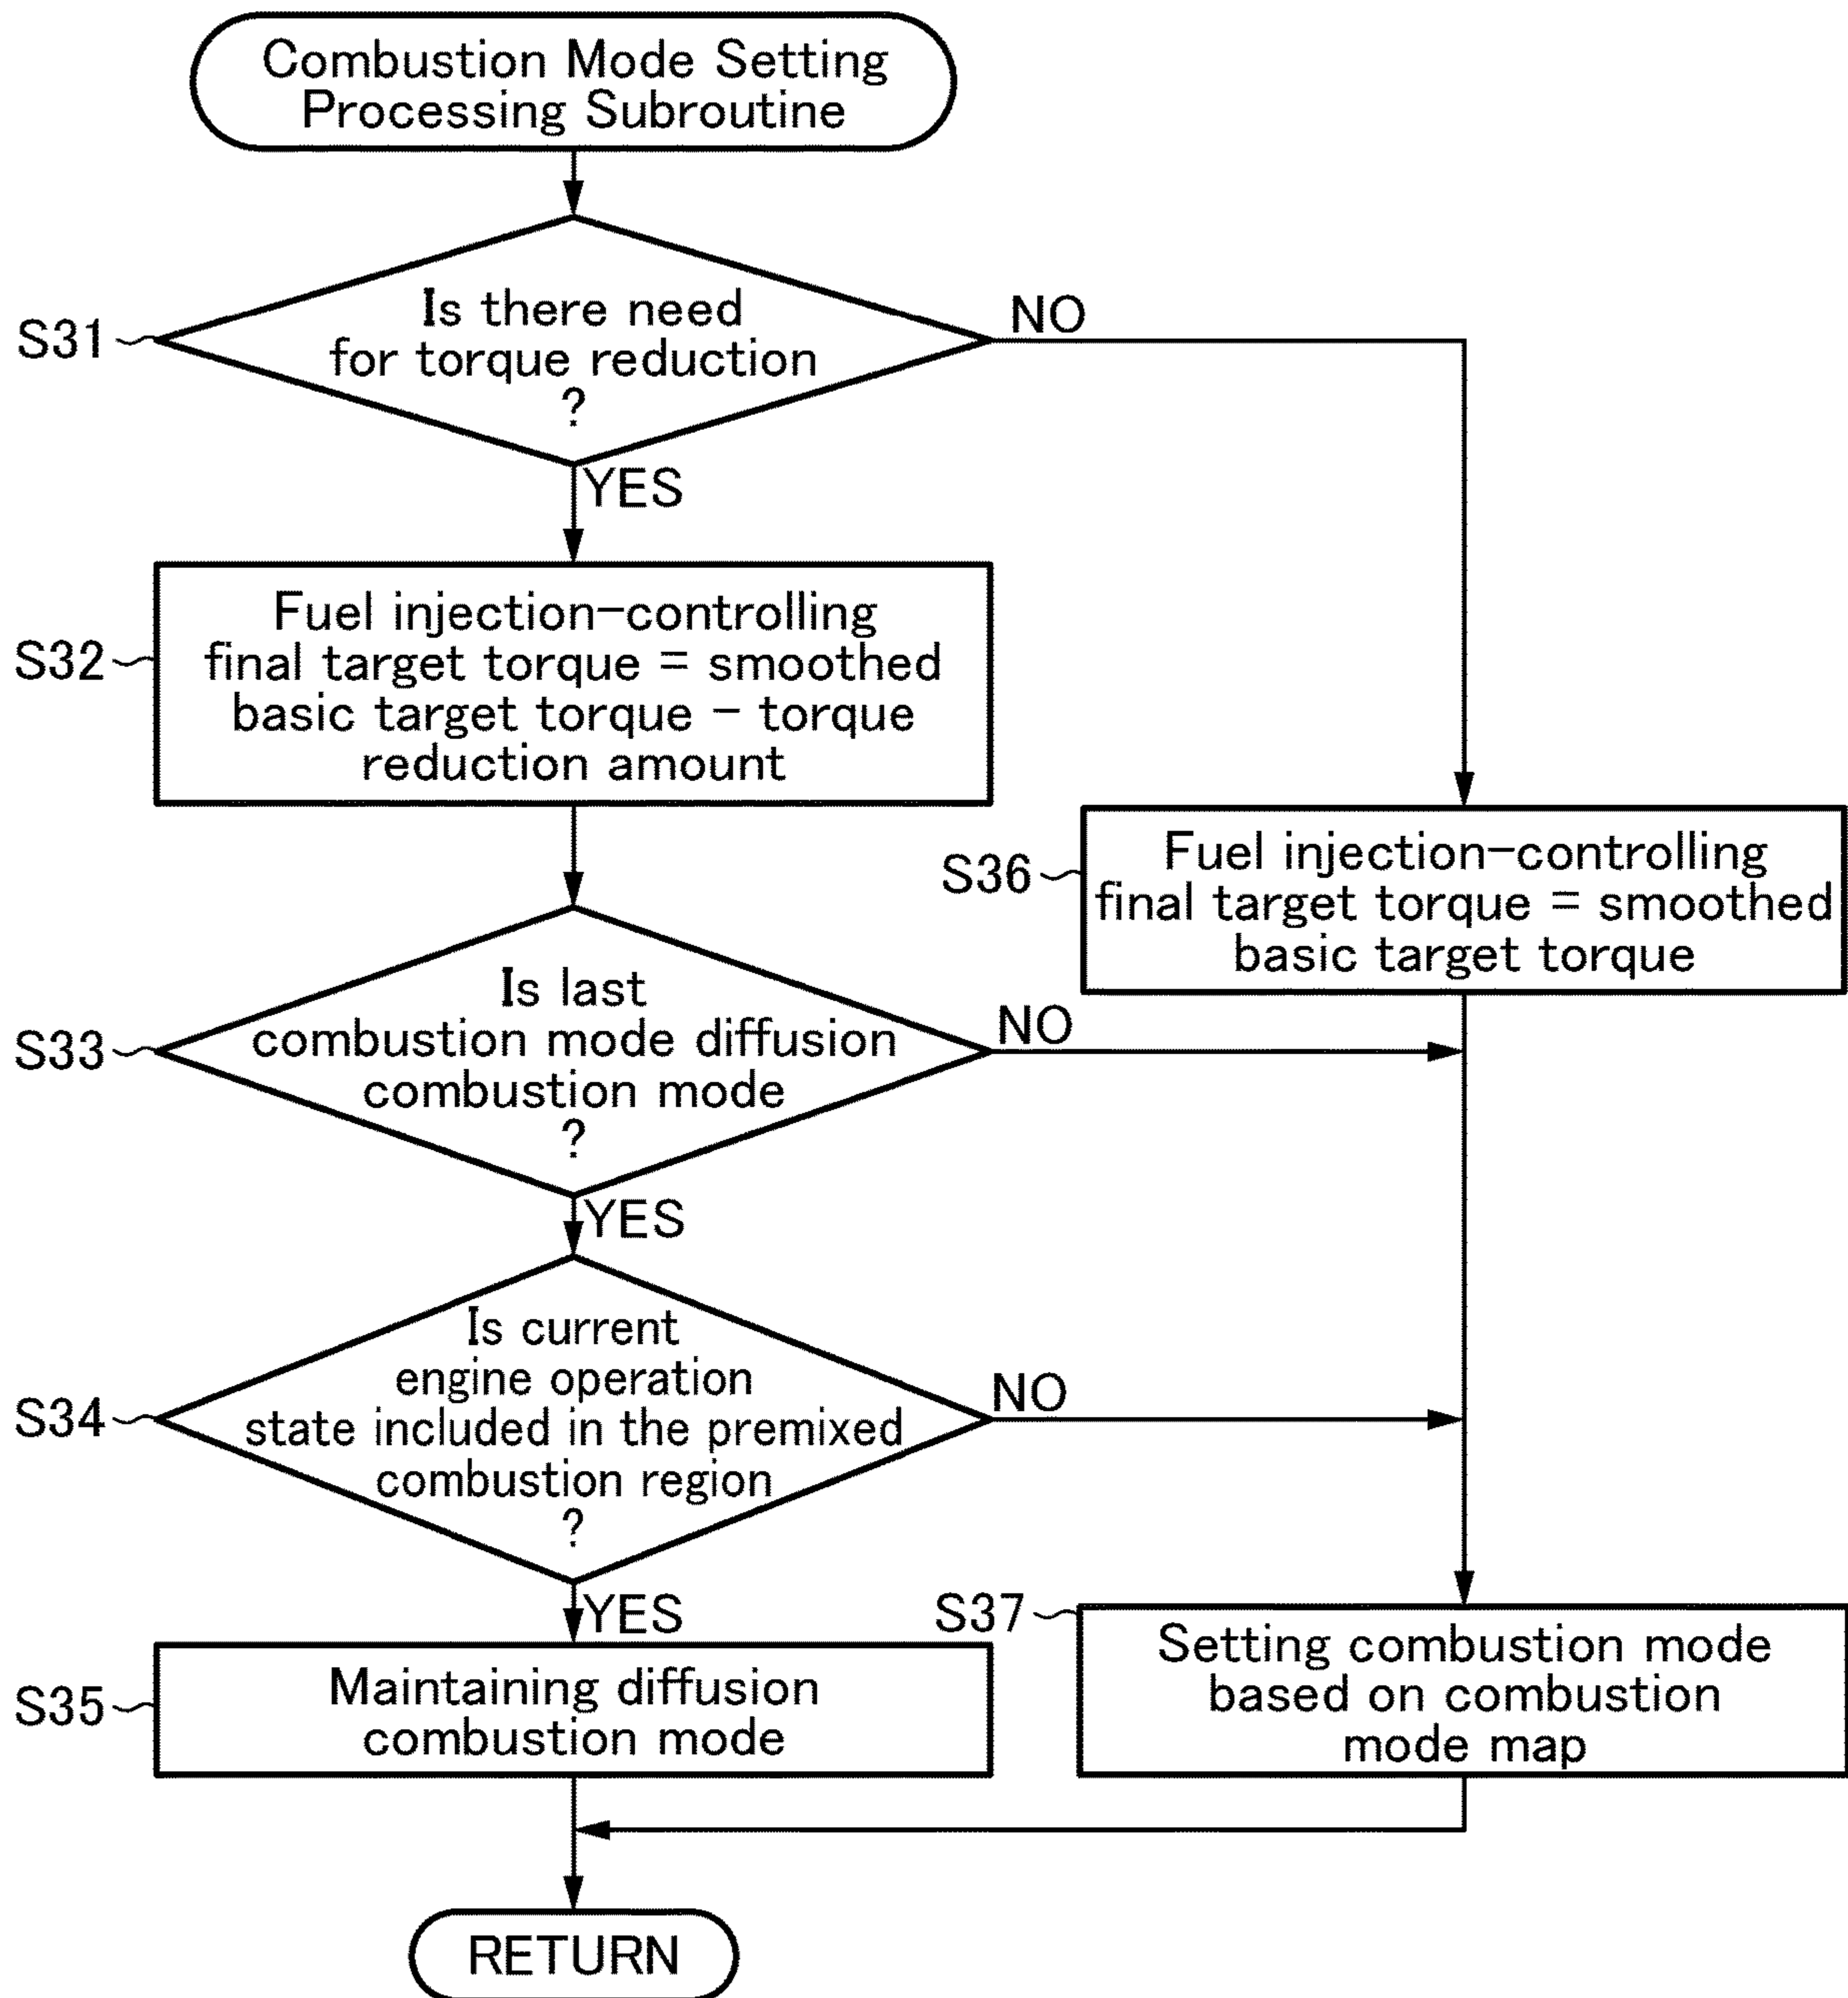 Combustion Mode Setting
Processing Subroutine
S31
Is there need
for torque reduction
?
NO
YES
S32
Fuel injection-controlling
final target torque = smoothed
basic target torque - torque
reduction amount
S36
Fuel injection-controlling
final target torque = smoothed
basic target torque
S33
Is last
combustion mode diffusion
combustion mode
?
NO
YES
S34
Is current
engine operation
state included in the premixed
combustion region
?
NO
YES
S35
Maintaining diffusion
combustion mode
S37
Setting combustion mode
based on combustion
mode map
RETURN